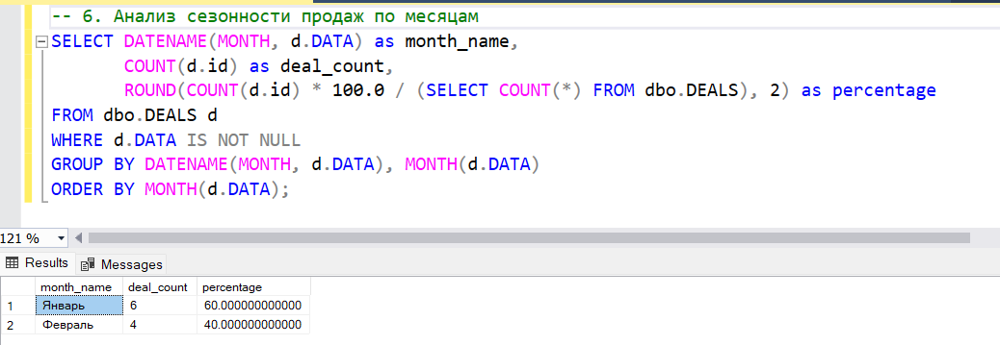 -- 6. Анализ сезонности продаж по месяцам
SELECT DATENAME(MONTH, d.DATA) as month_name,
COUNT(d.id) as deal_count,
ROUND(COUNT(d.id) * 100.0 / (SELECT COUNT(*) FROM dbo.DEALS), 2) as percentage
FROM dbo.DEALS d
WHERE d.DATA IS NOT NULL
GROUP BY DATENAME(MONTH, d.DATA), MONTH(d.DATA)
ORDER BY MONTH(d.DATA);
121 %
Results Messages
month_name deal_count percentage
1 Январь 6 60.000000000000
2 Февраль 4 40.000000000000